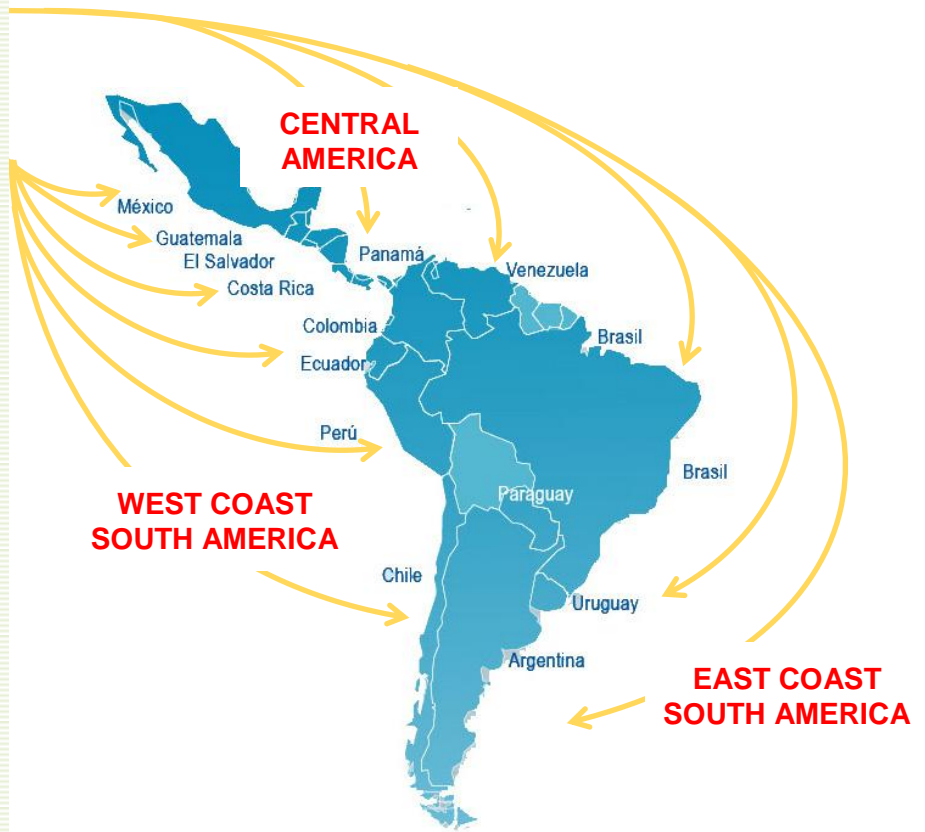 CENTRAL
AMERICA
México
Guatemala
El Salvador
Panamá
Venezuela
Costa Rica
Colombia
Brasil
Ecuador
Perú
Brasil
WEST COAST
SOUTH AMERICA
Paraguay
Chile
Uruguay
Argentina
EAST COAST
SOUTH AMERICA